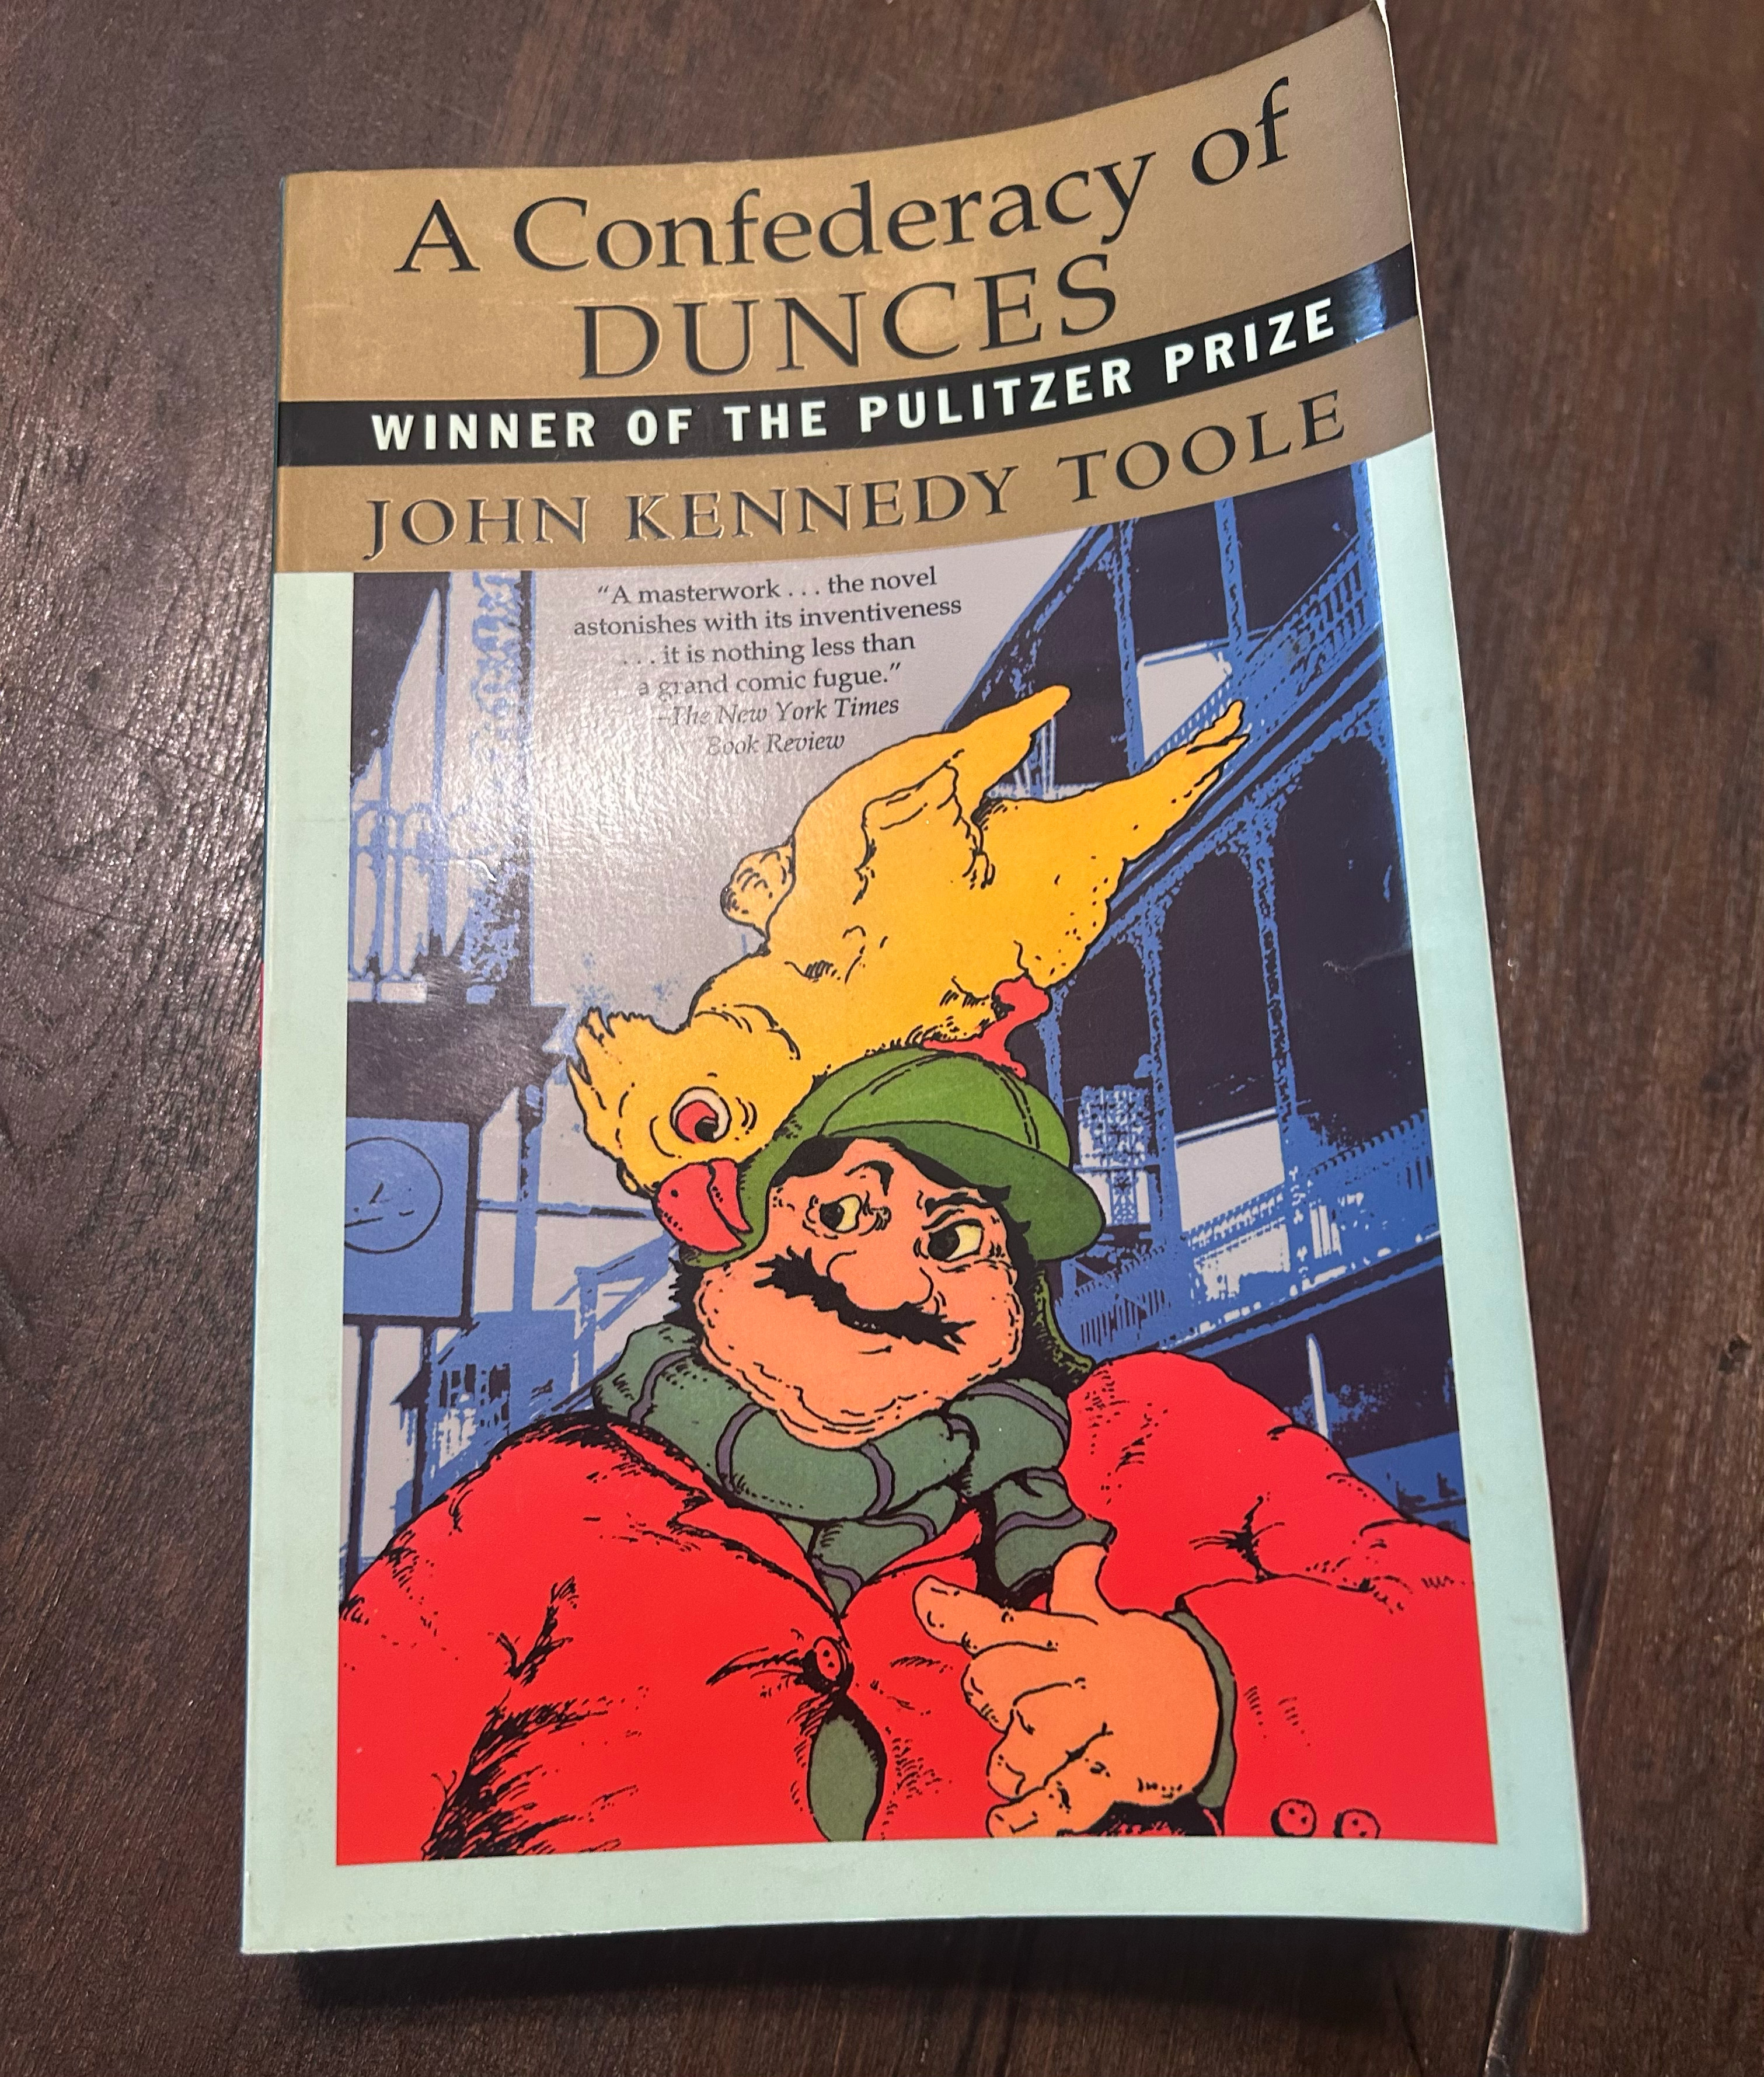 A Confederacy of
DUNCES
WINNER OF THE PULITZER PRIZE
JOHN KENNEDY TOOLE
“A masterwork . . . the novel
astonishes with its inventiveness
. . . it is nothing less than
a grand comic fugue.”
–The New York Times
Book Review